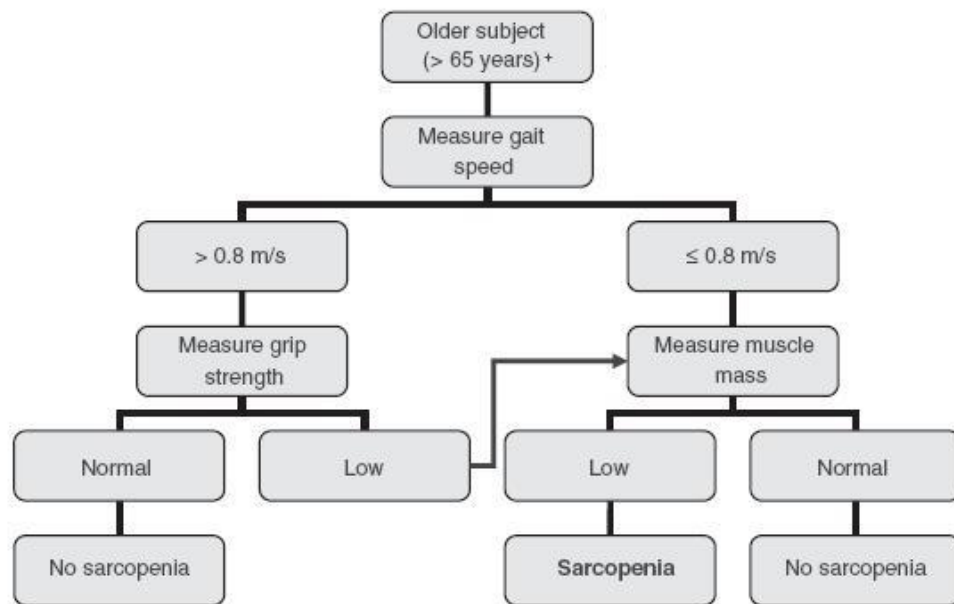 Older subject
(> 65 years) +
Measure gait
speed
> 0.8 m/s
≤ 0.8 m/s
Measure grip
strength
Measure muscle
mass
Normal
Low
Low
Normal
No sarcopenia
Sarcopenia
No sarcopenia